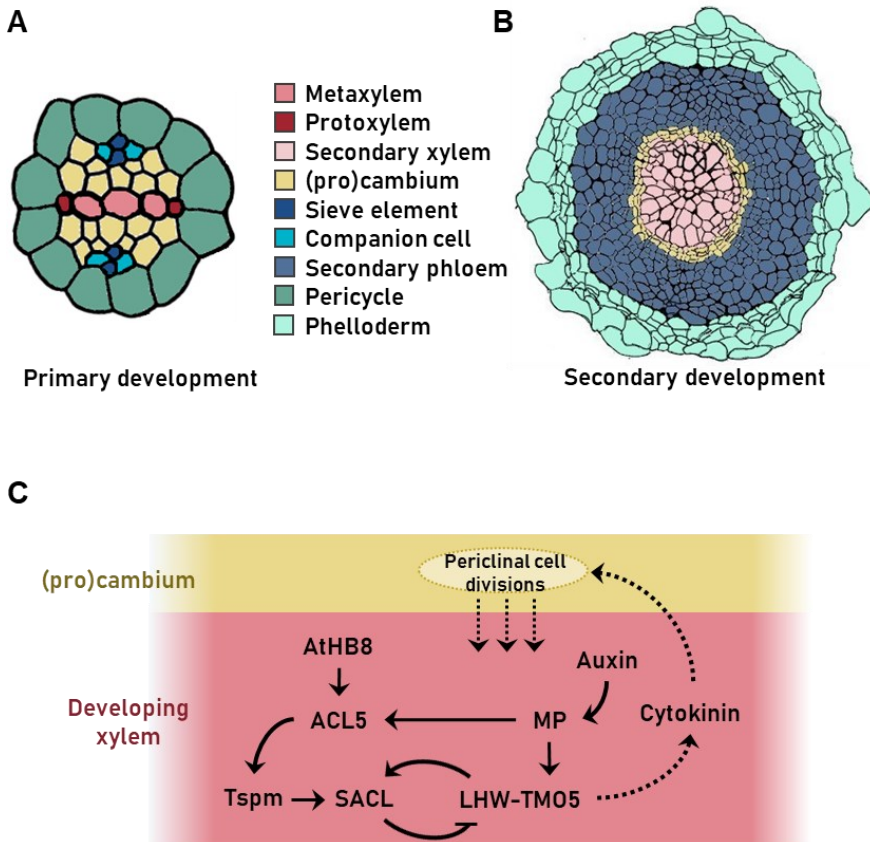 A
B
Metaxylem
Protoxylem
Secondary xylem
(pro)cambium
Sieve element
Companion cell
Secondary phloem
Pericycle
Phelloderm
Primary development
Secondary development
C
(pro)cambium
Periclinal cell
divisions
AtHB8
Auxin
Developing
xylem
ACL5
MP
Cytokinin
Tspm
SACL
LHW-TMO5